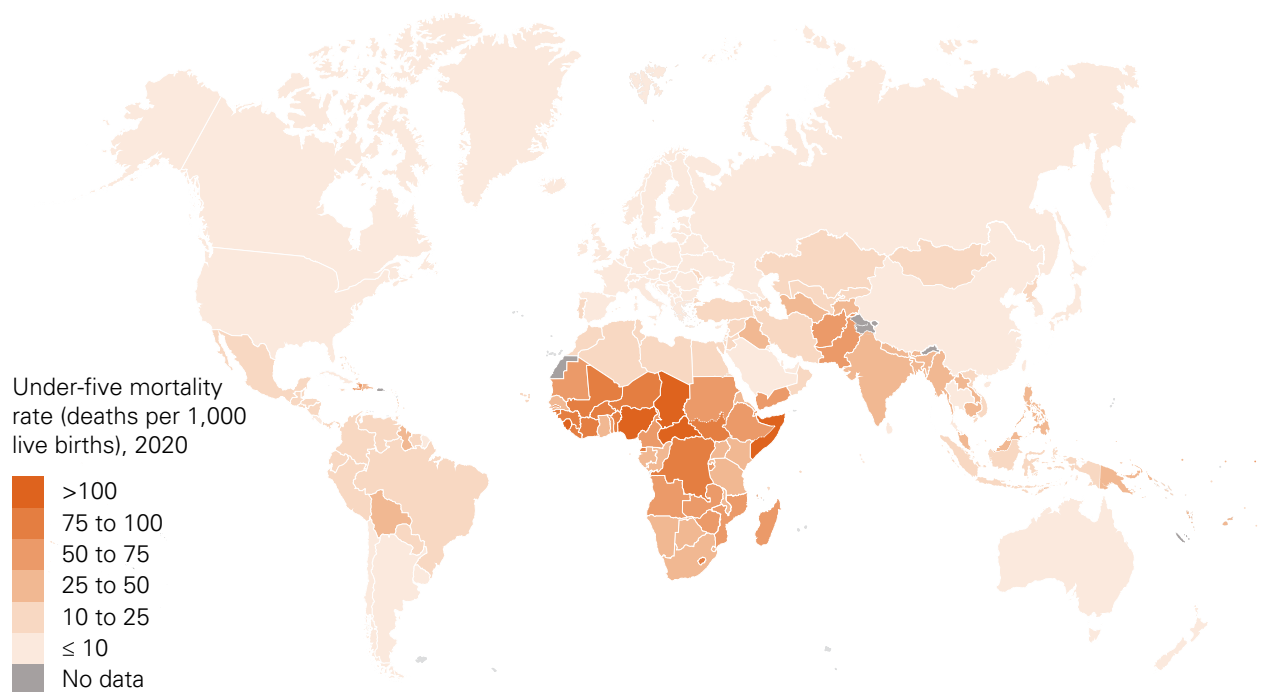 Under-five mortality
rate (deaths per 1,000
live births), 2020
>100
75 to 100
50 to 75
25 to 50
10 to 25
≤ 10
No data